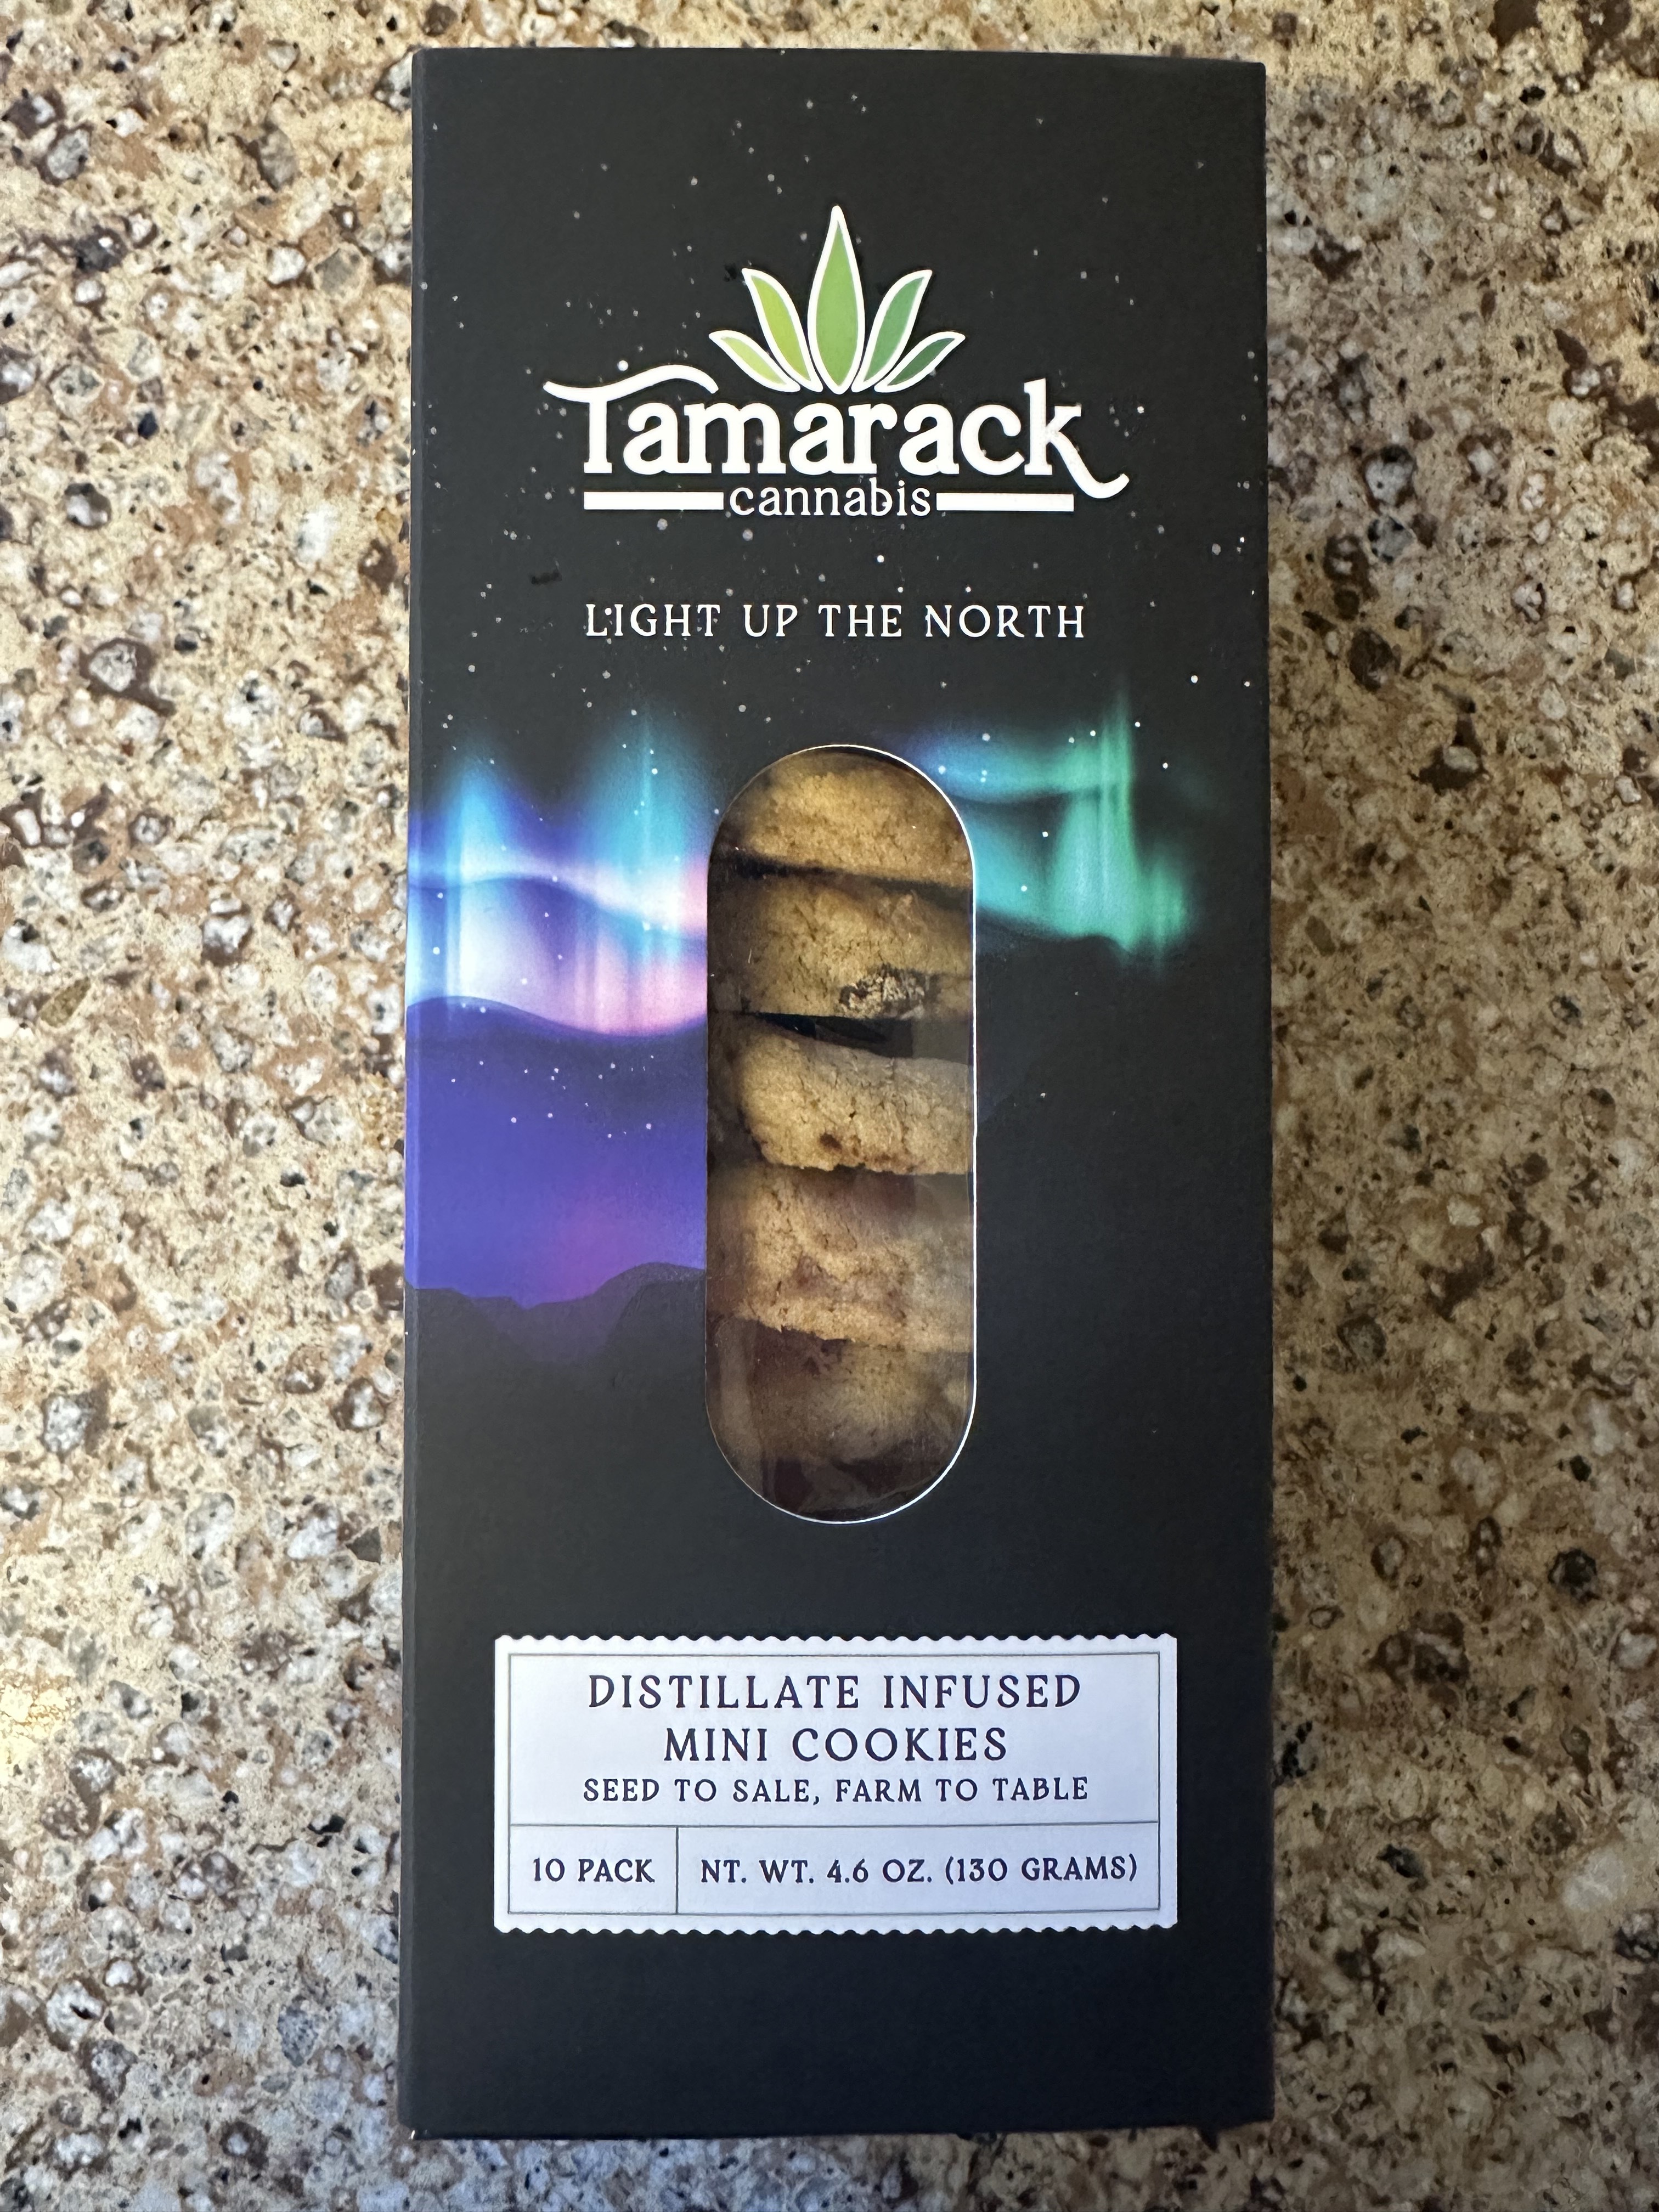 Tamarack
cannabis
LIGHT UP THE NORTH
DISTILLATE INFUSED
MINI COOKIES
SEED TO SALE, FARM TO TABLE
10 PACK
NT. WT. 4.6 OZ. (130 GRAMS)